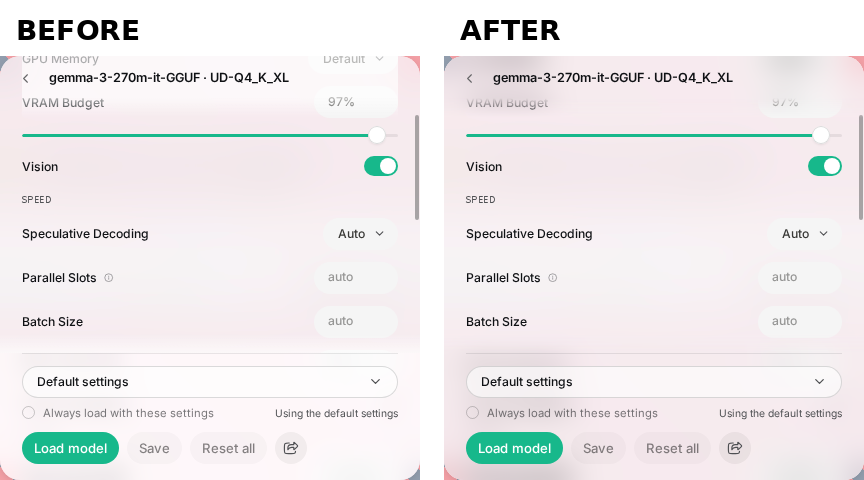 BEFORE
GPU Memory Default
gemma-3-270m-it-GGUF · UD-Q4_K_XL
VRAM Budget 97%
Vision
SPEED
Speculative Decoding Auto
Parallel Slots auto
Batch Size auto
Default settings
Always load with these settings Using the default settings
Load model Save Reset all
AFTER
gemma-3-270m-it-GGUF · UD-Q4_K_XL
VRAM Budget 97%
Vision
SPEED
Speculative Decoding Auto
Parallel Slots auto
Batch Size auto
Default settings
Always load with these settings Using the default settings
Load model Save Reset all